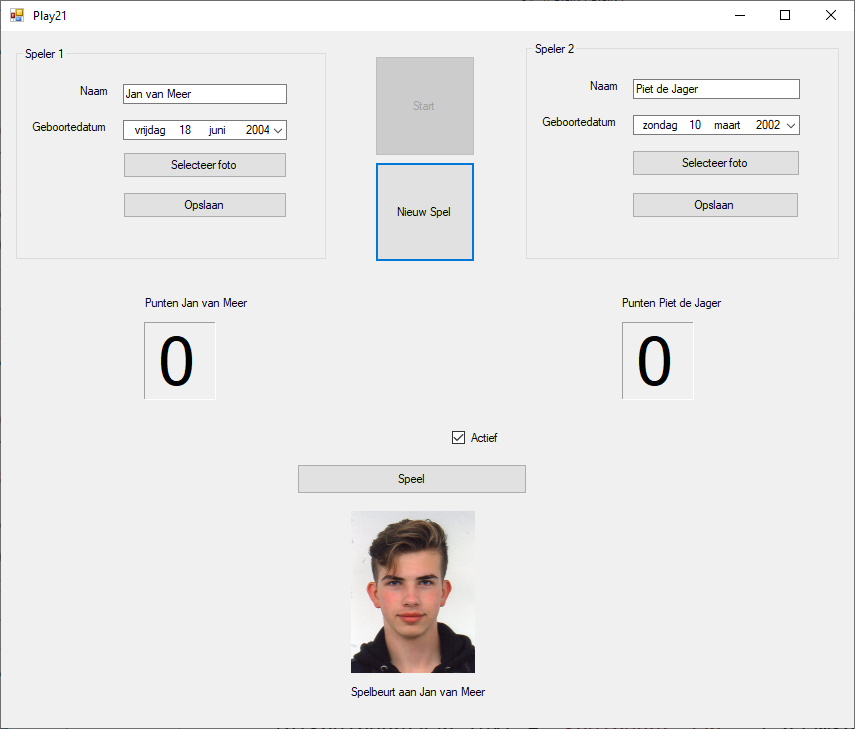 Play21
Speler 1
Naam Jan van Meer
Geboortedatum vrijdag 18 juni 2004
Selecteer foto
Opslaan
Start
Nieuw Spel
Speler 2
Naam Piet de Jager
Geboortedatum zondag 10 maart 2002
Selecteer foto
Opslaan
Punten Jan van Meer
0
Punten Piet de Jager
0
Actief
Speel
Spelbeurt aan Jan van Meer